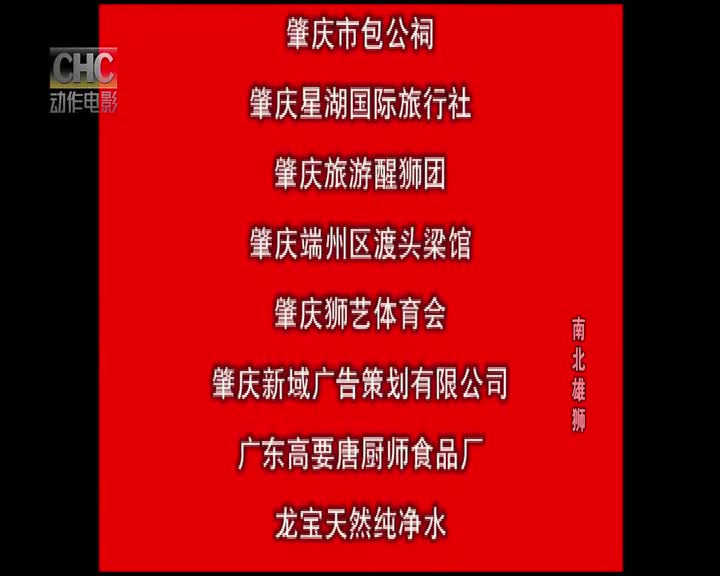 肇庆市包公祠
CHC
动作电影
肇庆星湖国际旅行社
肇庆旅游醒狮团
肇庆端州区渡头梁馆
肇庆狮艺体育会
南北雄狮
肇庆新域广告策划有限公司
广东高要唐厨师食品厂
龙宝天然纯净水